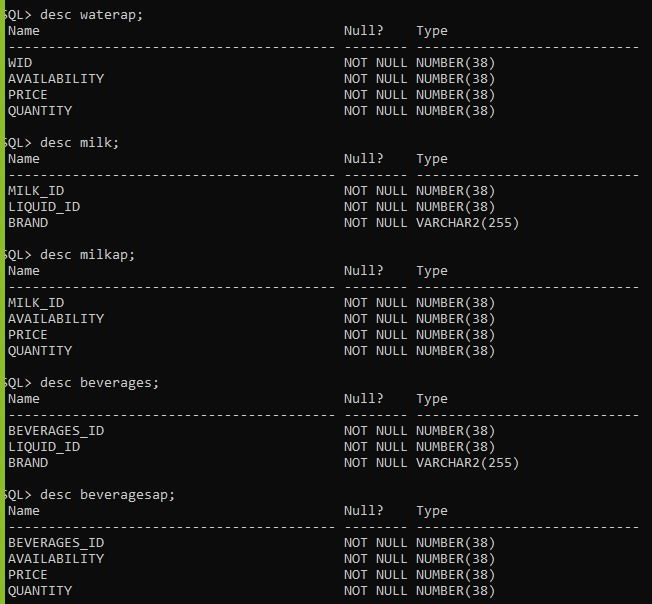 SQL> desc waterap;
Name                                      Null?    Type
----------------------------------------- -------- ----------------------------
WID                                       NOT NULL NUMBER(38)
AVAILABILITY                              NOT NULL NUMBER(38)
PRICE                                     NOT NULL NUMBER(38)
QUANTITY                                  NOT NULL NUMBER(38)
SQL> desc milk;
Name                                      Null?    Type
----------------------------------------- -------- ----------------------------
MILK_ID                                   NOT NULL NUMBER(38)
LIQUID_ID                                 NOT NULL NUMBER(38)
BRAND                                     NOT NULL VARCHAR2(255)
SQL> desc milkap;
Name                                      Null?    Type
----------------------------------------- -------- ----------------------------
MILK_ID                                   NOT NULL NUMBER(38)
AVAILABILITY                              NOT NULL NUMBER(38)
PRICE                                     NOT NULL NUMBER(38)
QUANTITY                                  NOT NULL NUMBER(38)
SQL> desc beverages;
Name                                      Null?    Type
----------------------------------------- -------- ----------------------------
BEVERAGES_ID                              NOT NULL NUMBER(38)
LIQUID_ID                                 NOT NULL NUMBER(38)
BRAND                                     NOT NULL VARCHAR2(255)
SQL> desc beveragesap;
Name                                      Null?    Type
----------------------------------------- -------- ----------------------------
BEVERAGES_ID                              NOT NULL NUMBER(38)
AVAILABILITY                              NOT NULL NUMBER(38)
PRICE                                     NOT NULL NUMBER(38)
QUANTITY                                  NOT NULL NUMBER(38)